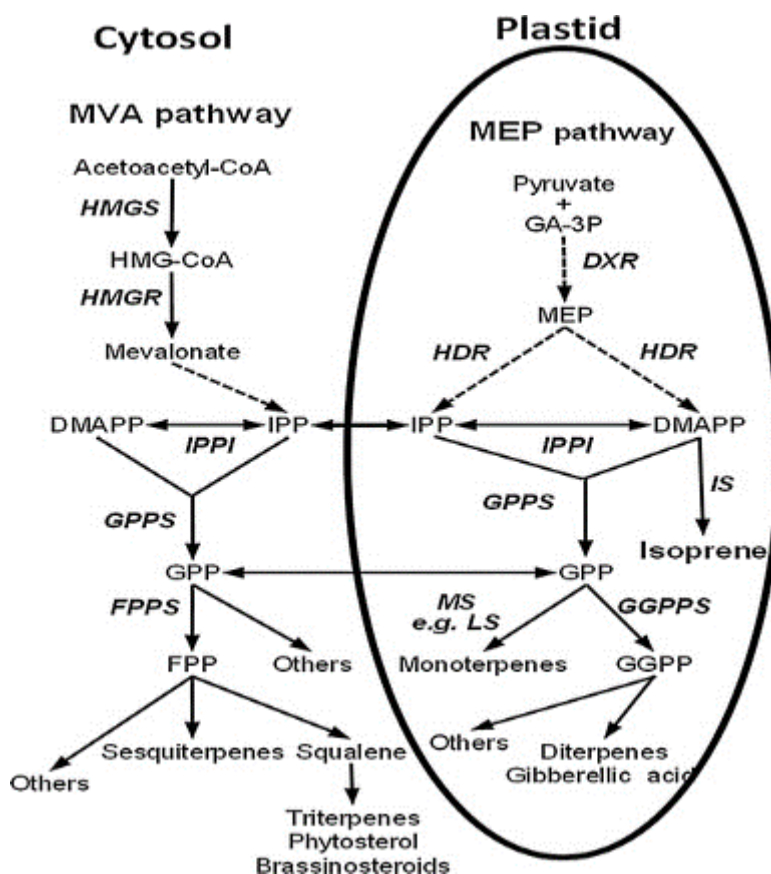 Cytosol
MVA pathway
Acetoacetyl-CoA
HMGS
HMG-CoA
HMGR
Mevalonate
DMAPP
IPP
IPPI
GPPS
GPP
FPPS
FPP
Others
Others
Sesquiterpenes
Squalene
Triterpenes
Phytosterol
Brassinosteroids
Plastid
MEP pathway
Pyruvate
+
GA-3P
DXR
MEP
HDR
HDR
IPP
DMAPP
IPPI
GPPS
IS
Isoprene
GPP
MS
e.g. LS
GGPPS
Monoterpenes
GGPP
Others
Diterpenes
Gibberellic acid